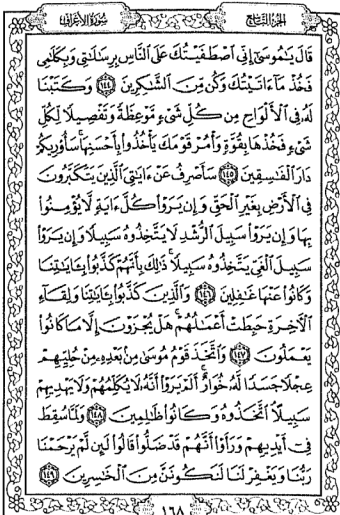 سورة الأعراف
الجزء التاسع
قَالَ يَٰمُوسَىٰٓ إِنِّي ٱصْطَفَيْتُكَ عَلَى ٱلنَّاسِ بِرِسَٰلَٰتِي وَبِكَلَٰمِي
فَخُذْ مَآ ءَاتَيْتُكَ وَكُن مِّنَ ٱلشَّٰكِرِينَ ١٤٤ وَكَتَبْنَا
لَهُۥ فِي ٱلْأَلْوَاحِ مِن كُلِّ شَيْءٍ مَّوْعِظَةً وَتَفْصِيلًا لِّكُلِّ
شَيْءٍ فَخُذْهَا بِقُوَّةٍ وَأْمُرْ قَوْمَكَ يَأْخُذُوا۟ بِأَحْسَنِهَا ۚ سَأُو۟رِيكُمْ
دَارَ ٱلْفَٰسِقِينَ ١٤٥ سَأَصْرِفُ عَنْ ءَايَٰتِيَ ٱلَّذِينَ يَتَكَبَّرُونَ
فِي ٱلْأَرْضِ بِغَيْرِ ٱلْحَقِّ وَإِن يَرَوْا۟ كُلَّ ءَايَةٍ لَّا يُؤْمِنُوا۟
بِهَا وَإِن يَرَوْا۟ سَبِيلَ ٱلرُّشْدِ لَا يَتَّخِذُوهُ سَبِيلًا وَإِن يَرَوْا۟
سَبِيلَ ٱلْغَيِّ يَتَّخِذُوهُ سَبِيلًا ۚ ذَٰلِكَ بِأَنَّهُمْ كَذَّبُوا۟ بِـَٔايَٰتِنَا
وَكَانُوا۟ عَنْهَا غَٰفِلِينَ ١٤٦ وَٱلَّذِينَ كَذَّبُوا۟ بِـَٔايَٰتِنَا وَلِقَآءِ
ٱلْءَاخِرَةِ حَبِطَتْ أَعْمَٰلُهُمْ ۚ هَلْ يُجْزَوْنَ إِلَّا مَا كَانُوا۟
يَعْمَلُونَ ١٤٧ وَٱتَّخَذَ قَوْمُ مُوسَىٰ مِنۢ بَعْدِهِۦ مِنْ حُلِيِّهِمْ
عِجْلًا جَسَدًا لَّهُۥ خُوَارٌ ۚ أَلَمْ يَرَوْا۟ أَنَّهُۥ لَا يُكَلِّمُهُمْ وَلَا يَهْدِيهِمْ
سَبِيلًا ۘ ٱتَّخَذُوهُ وَكَانُوا۟ ظَٰلِمِينَ ١٤٨ وَلَمَّا سُقِطَ
فِيٓ أَيْدِيهِمْ وَرَأَوْا۟ أَنَّهُمْ قَدْ ضَلُّوا۟ قَالُوا۟ لَئِن لَّمْ يَرْحَمْنَا
رَبُّنَا وَيَغْفِرْ لَنَا لَنَكُونَنَّ مِنَ ٱلْخَٰسِرِينَ ١٤٩
١٦٨